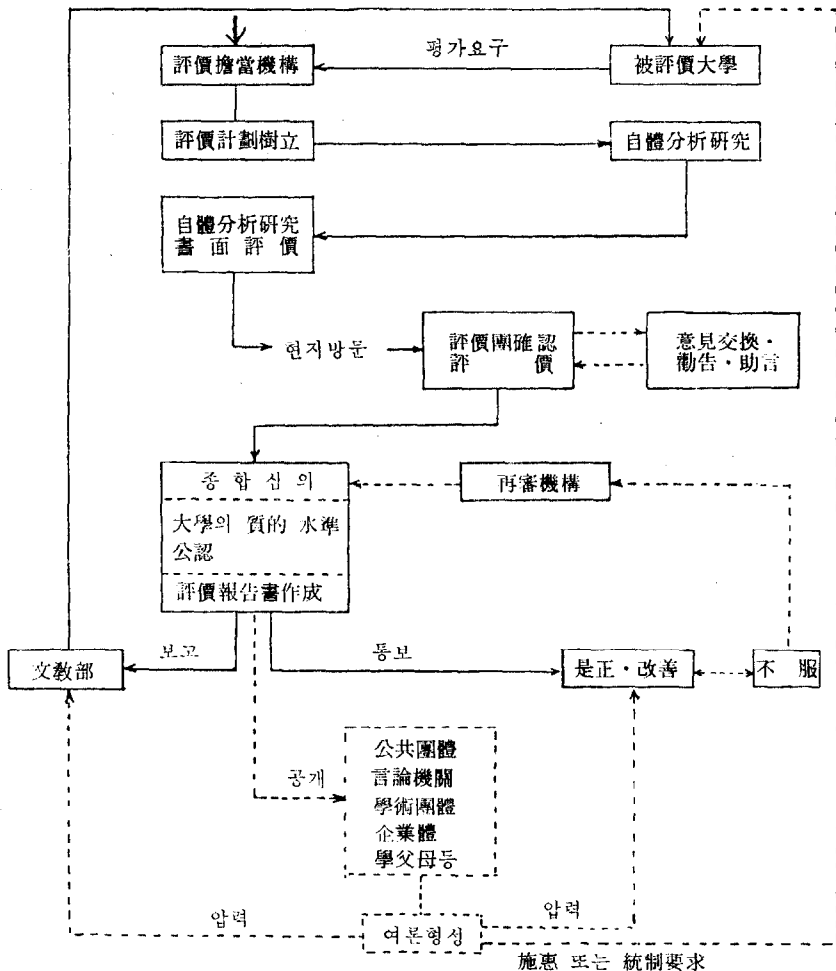 평가요구
評價擔當機構
被評價大學
評價計劃樹立
自體分析硏究
自體分析硏究
書面評價
현지방문
評價團確認
評價
意見交換·
勸告·助言
종합심의
再審機構
大學의 質的 水準
公認
評價報告書作成
보고
통보
文敎部
是正·改善
不服
公共團體
공개
言論機關
學術團體
企業體
學父母등
압력
압력
여론형성
施惠 또는 統制要求